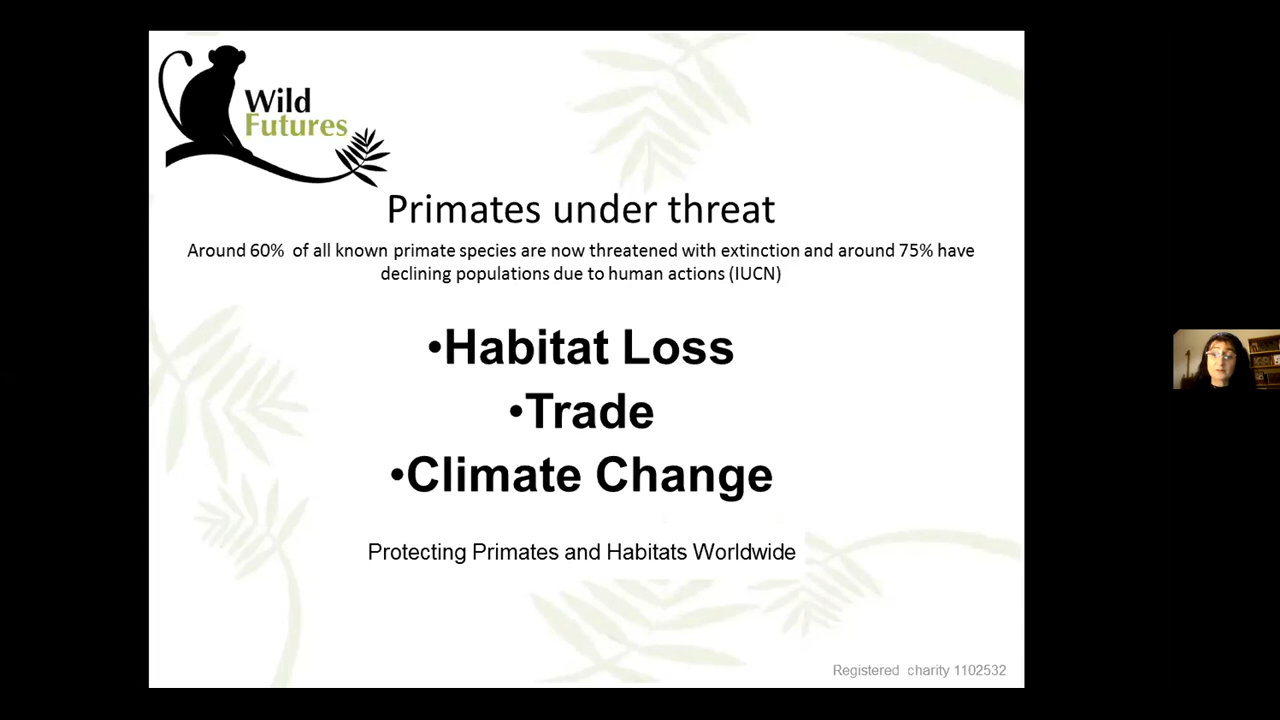 Wild
Futures
Primates under threat
Around 60% of all known primate species are now threatened with extinction and around 75% have
declining populations due to human actions (IUCN)
•Habitat Loss
•Trade
•Climate Change
Protecting Primates and Habitats Worldwide
Registered charity 1102532